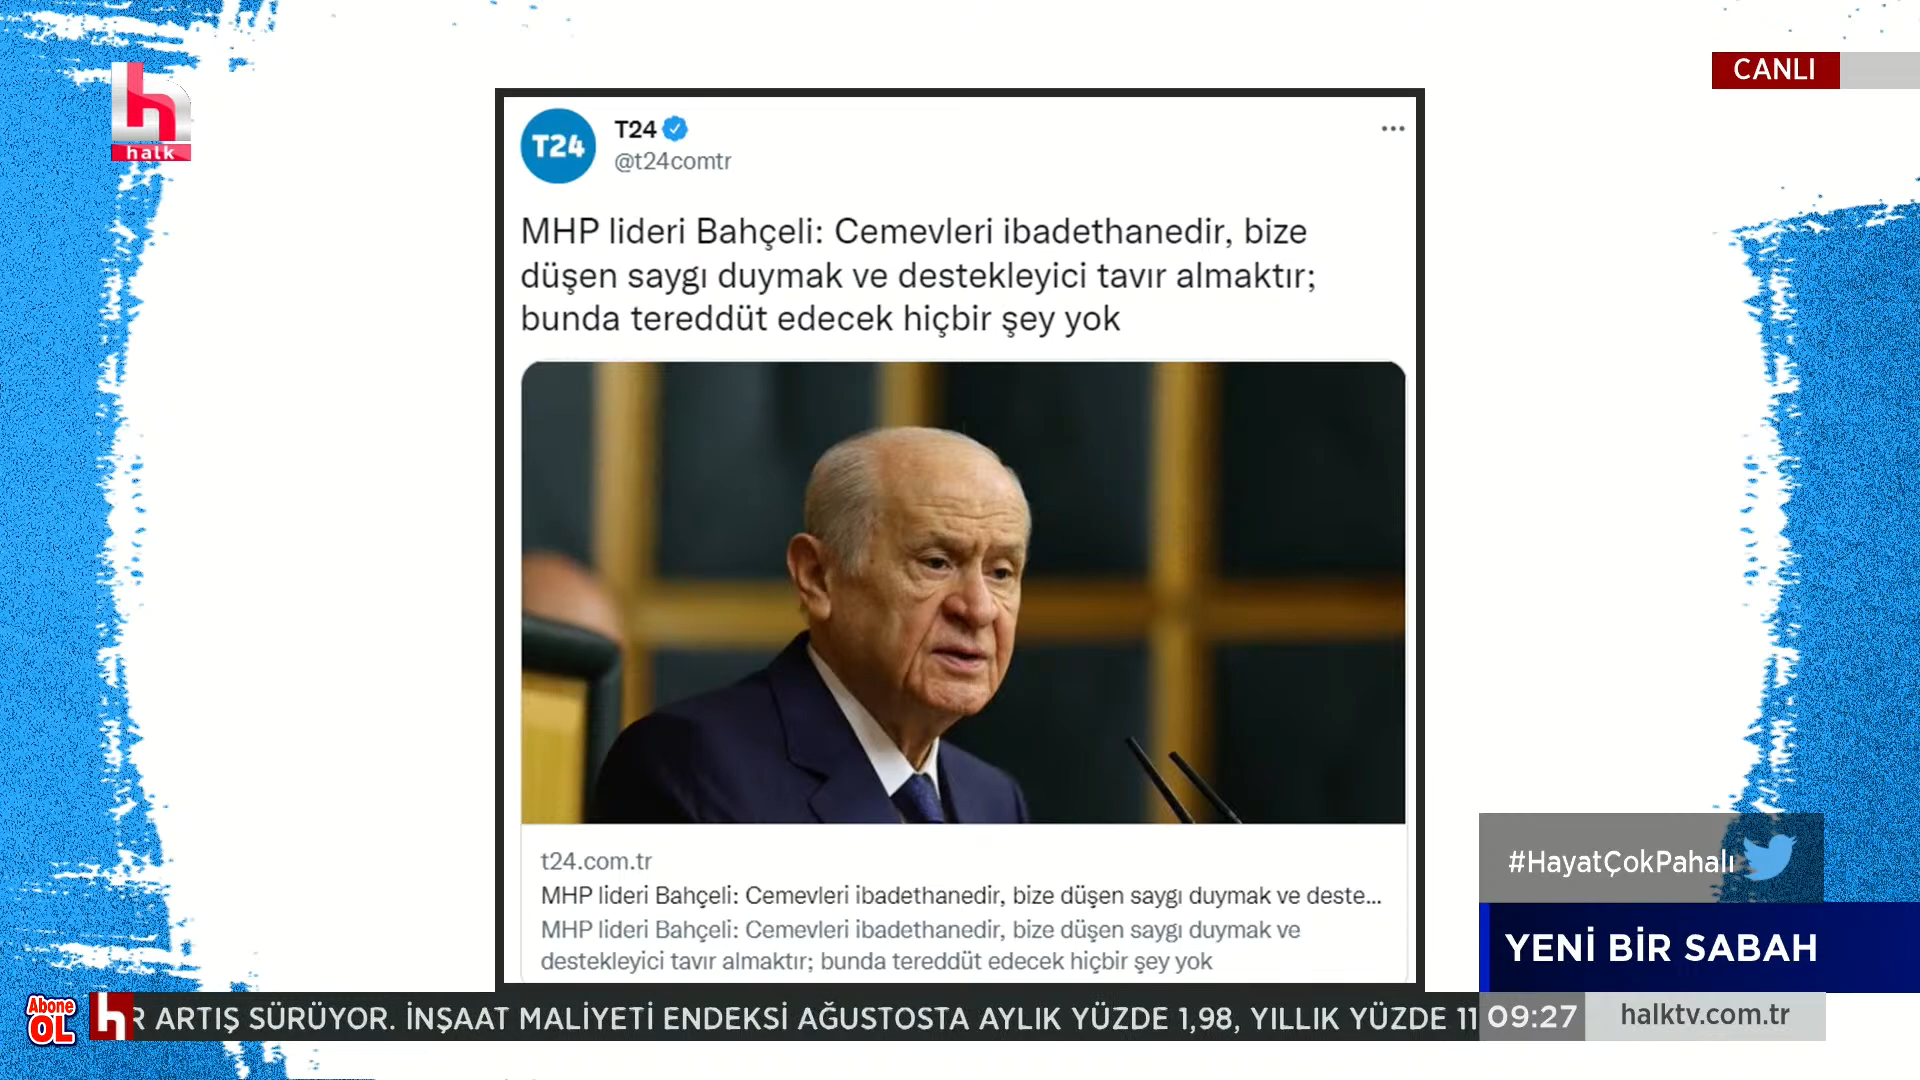 h
halk
CANLI
T24
T24
@t24comtr
MHP lideri Bahçeli: Cemevleri ibadethanedir, bize
düşen saygı duymak ve destekleyici tavır almaktır;
bunda tereddüt edecek hiçbir şey yok
t24.com.tr
MHP lideri Bahçeli: Cemevleri ibadethanedir, bize düşen saygı duymak ve deste...
MHP lideri Bahçeli: Cemevleri ibadethanedir, bize düşen saygı duymak ve
destekleyici tavır almaktır; bunda tereddüt edecek hiçbir şey yok
#HayatÇokPahalı
YENİ BİR SABAH
Abone
OL
h
R ARTIŞ SÜRÜYOR. İNŞAAT MALİYETİ ENDEKSİ AĞUSTOSTA AYLIK YÜZDE 1,98, YILLIK YÜZDE 11
09:27
halktv.com.tr